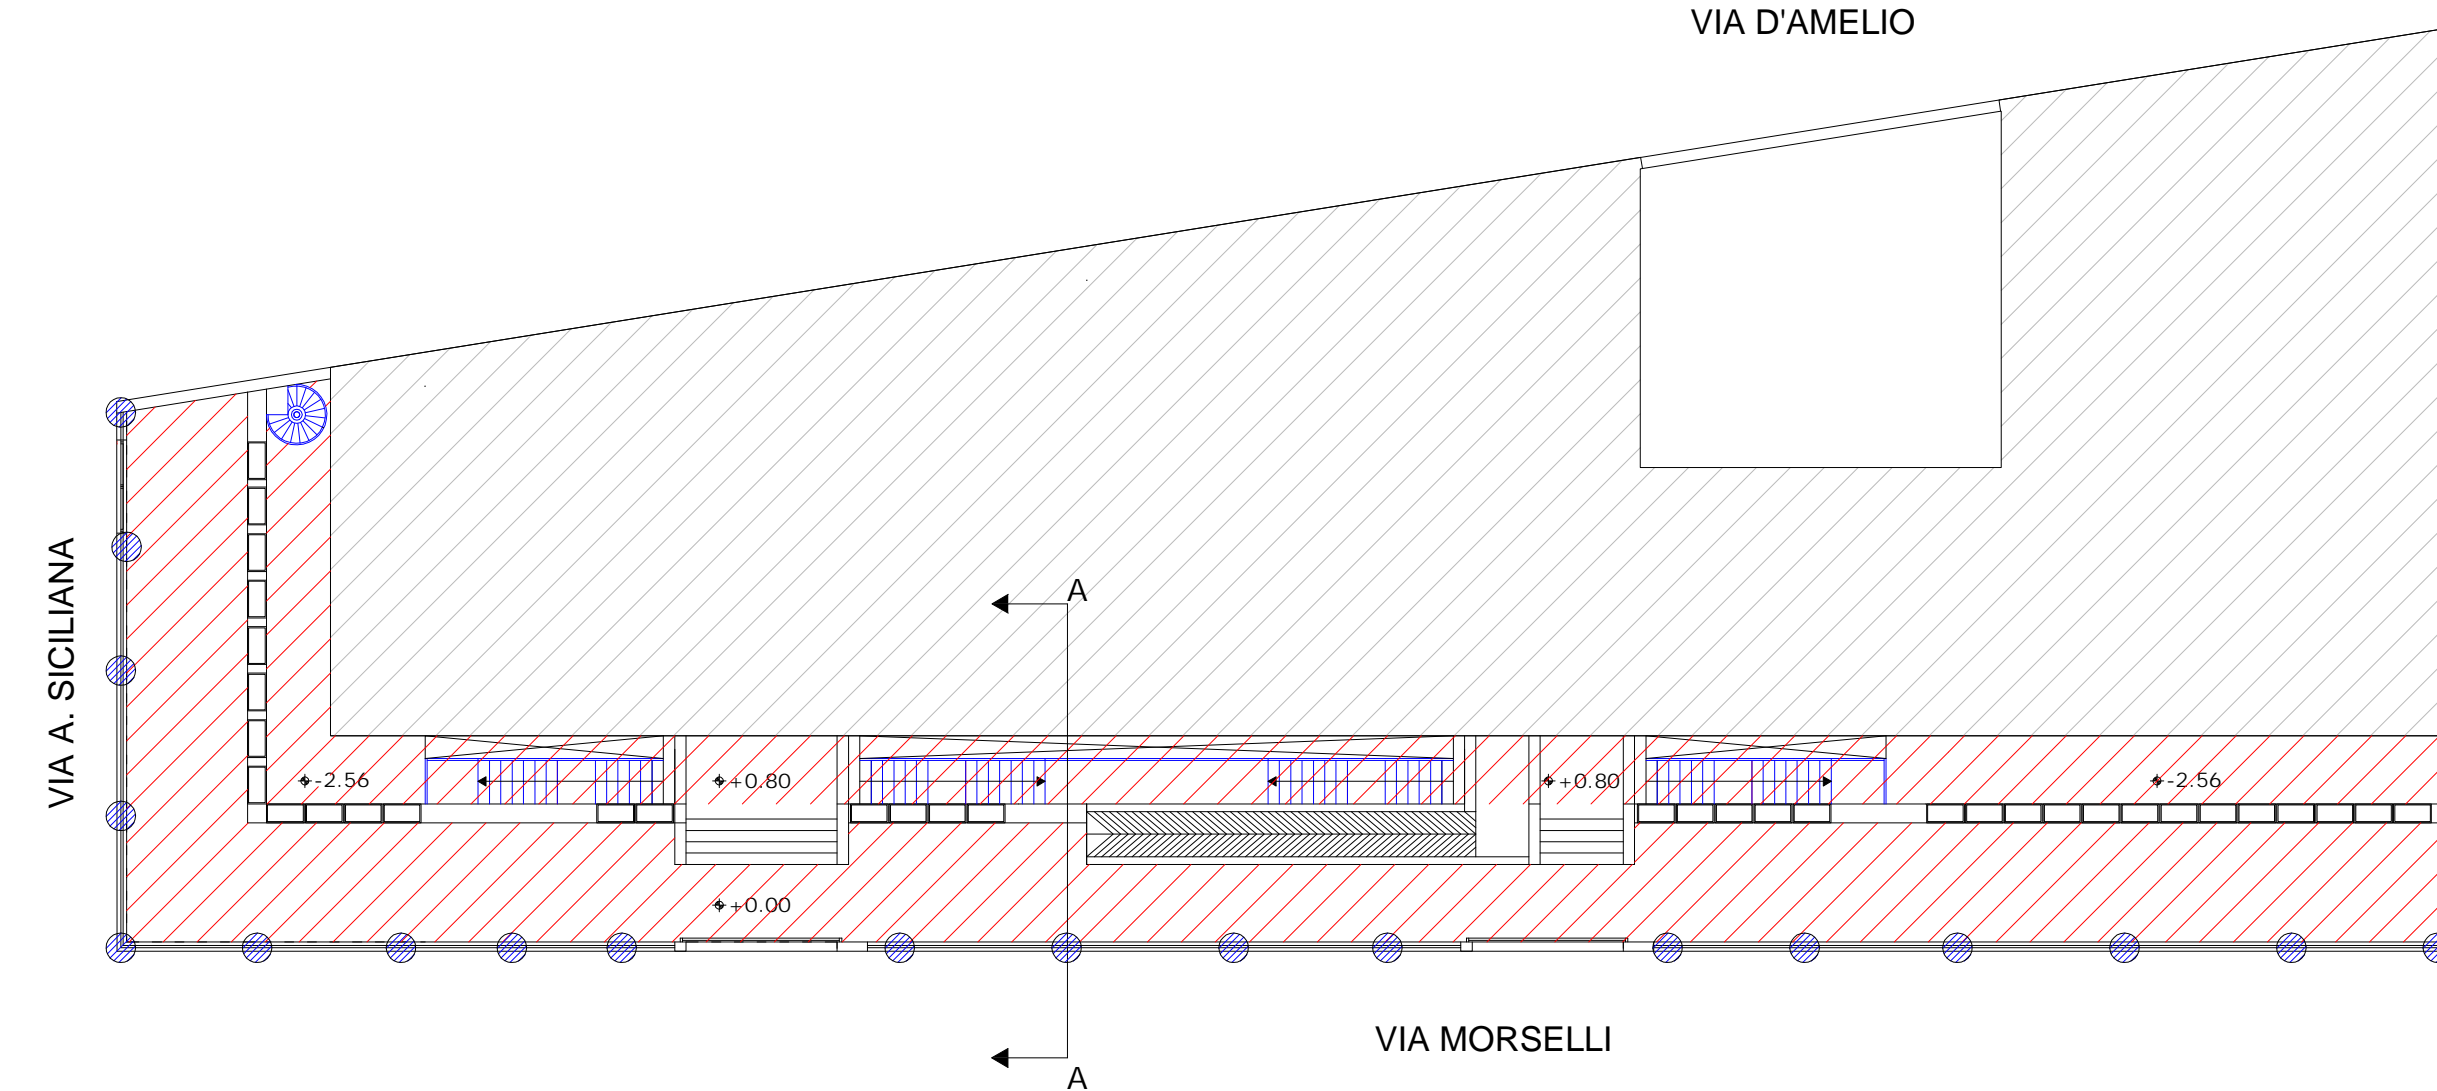 VIA D'AMELIO
VIA A. SICILIANA
A
-2.56
+0.80
+0.80
-2.56
+0.00
VIA MORSELLI
A